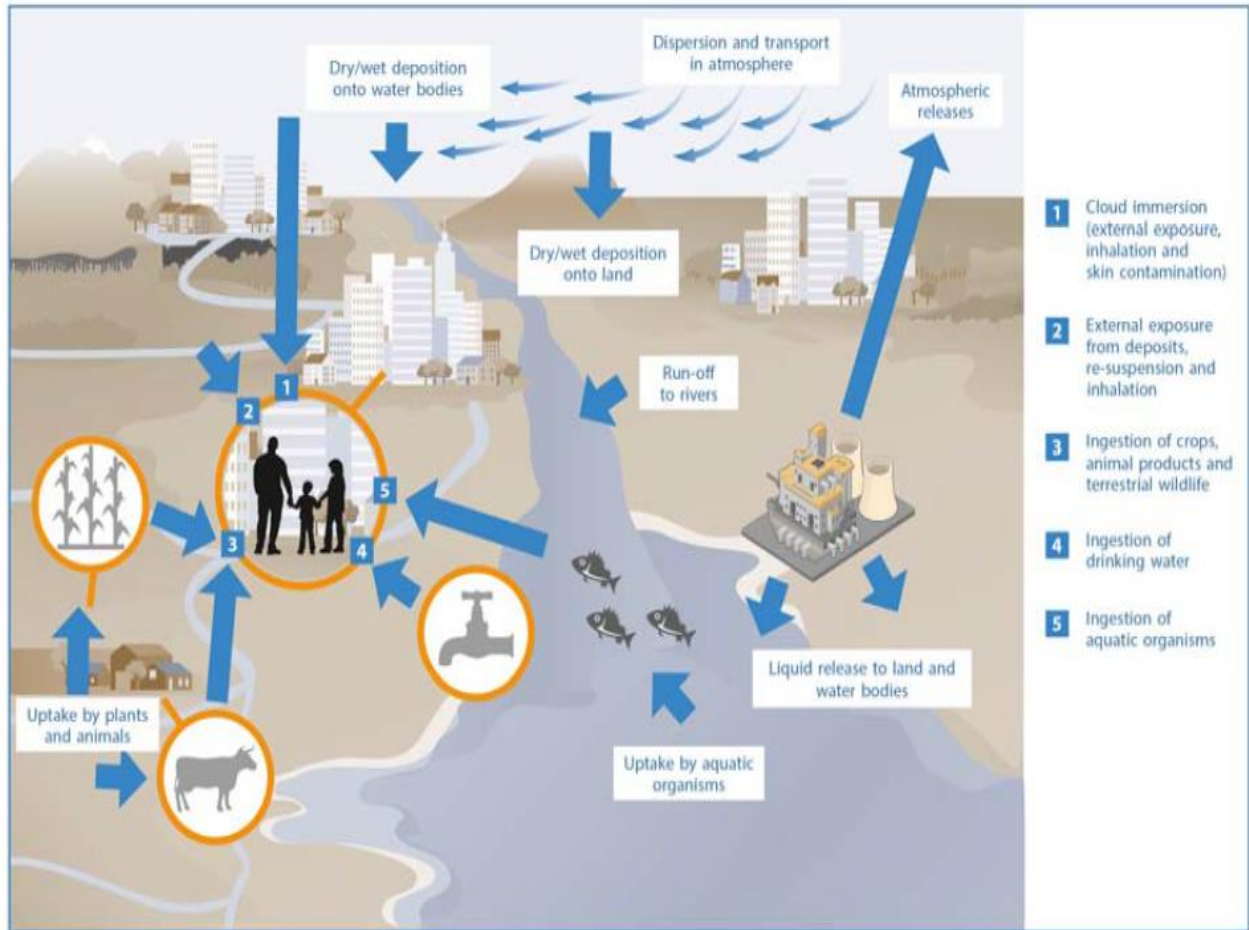 Dry/wet deposition
onto water bodies
Dispersion and transport
in atmosphere
Atmospheric
releases
Dry/wet deposition
onto land
Run-off
to rivers
1
2
5
3
4
Uptake by plants
and animals
Liquid release to land and
water bodies
Uptake by aquatic
organisms
1 Cloud immersion
(external exposure,
inhalation and
skin contamination)
2 External exposure
from deposits,
re-suspension and
inhalation
3 Ingestion of crops,
animal products and
terrestrial wildlife
4 Ingestion of
drinking water
5 Ingestion of
aquatic organisms